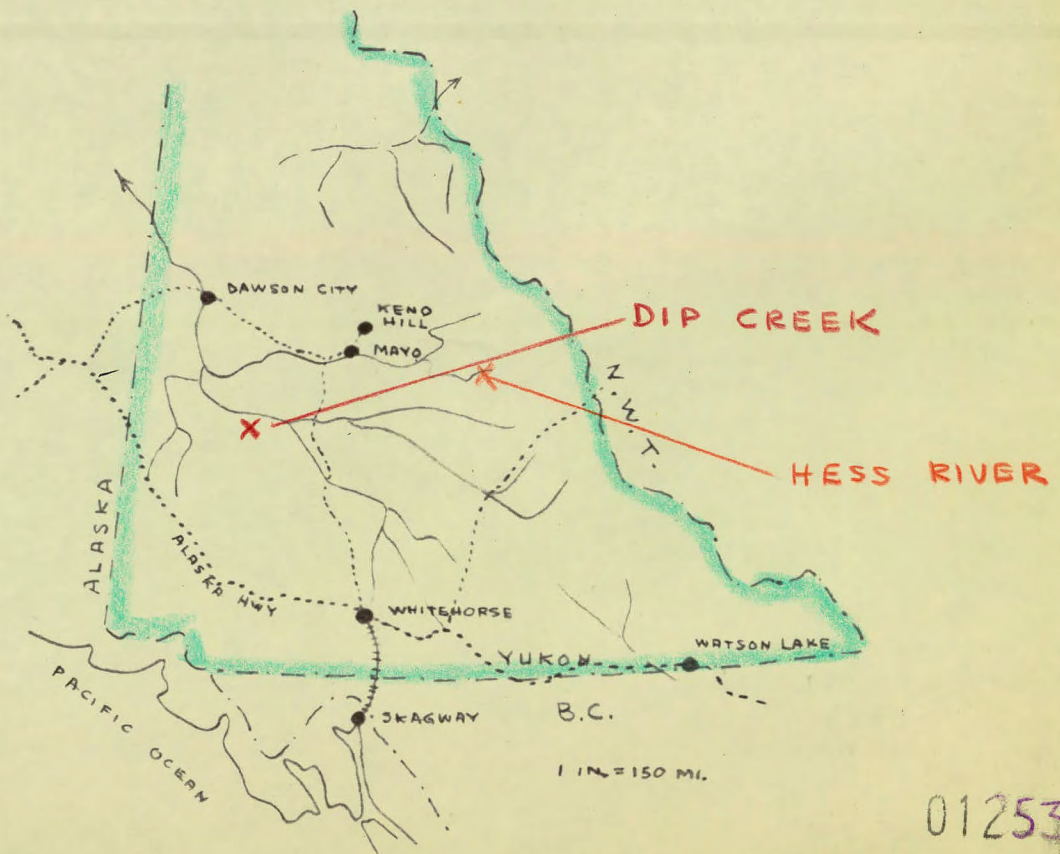 DAWSON CITY
KENO
HILL
MAYO
DIP CREEK
N.W.T.
HESS RIVER
ALASKA
ALASKA HWY
WHITEHORSE
WATSON LAKE
YUKON
PACIFIC OCEAN
SKAGWAY
B.C.
1 IN. = 150 MI.
01253